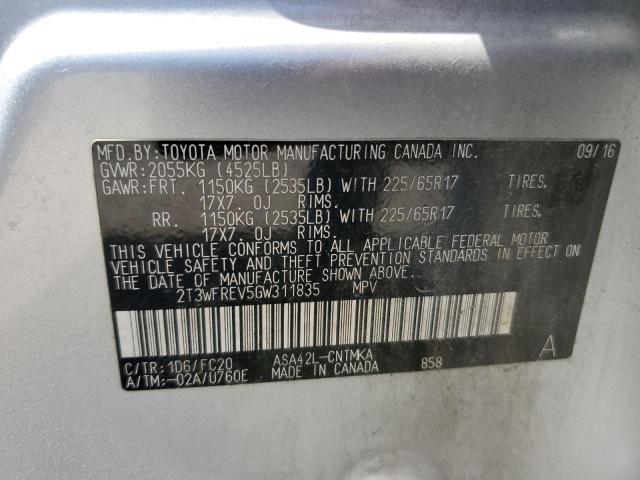 MFD.BY:TOYOTA MOTOR MANUFACTURING CANADA INC. 09/16
GVWR:2055KG (4525LB)
GAWR:FRT. 1150KG (2535LB) WITH 225/65R17 TIRES,
17X7. 0J RIMS.
RR. 1150KG (2535LB) WITH 225/65R17 TIRES,
17X7. 0J RIMS.
THIS VEHICLE CONFORMS TO ALL APPLICABLE FEDERAL MOTOR
VEHICLE SAFETY AND THEFT PREVENTION STANDARDS IN EFFECT ON
THE DATE OF MANUFACTURE SHOWN ABOVE.
2T3WFREV5GW311835 MPV
C/TR:1D6/FC20 ASA42L-CNTMKA A
A/TM:-02A/U760E MADE IN CANADA 858